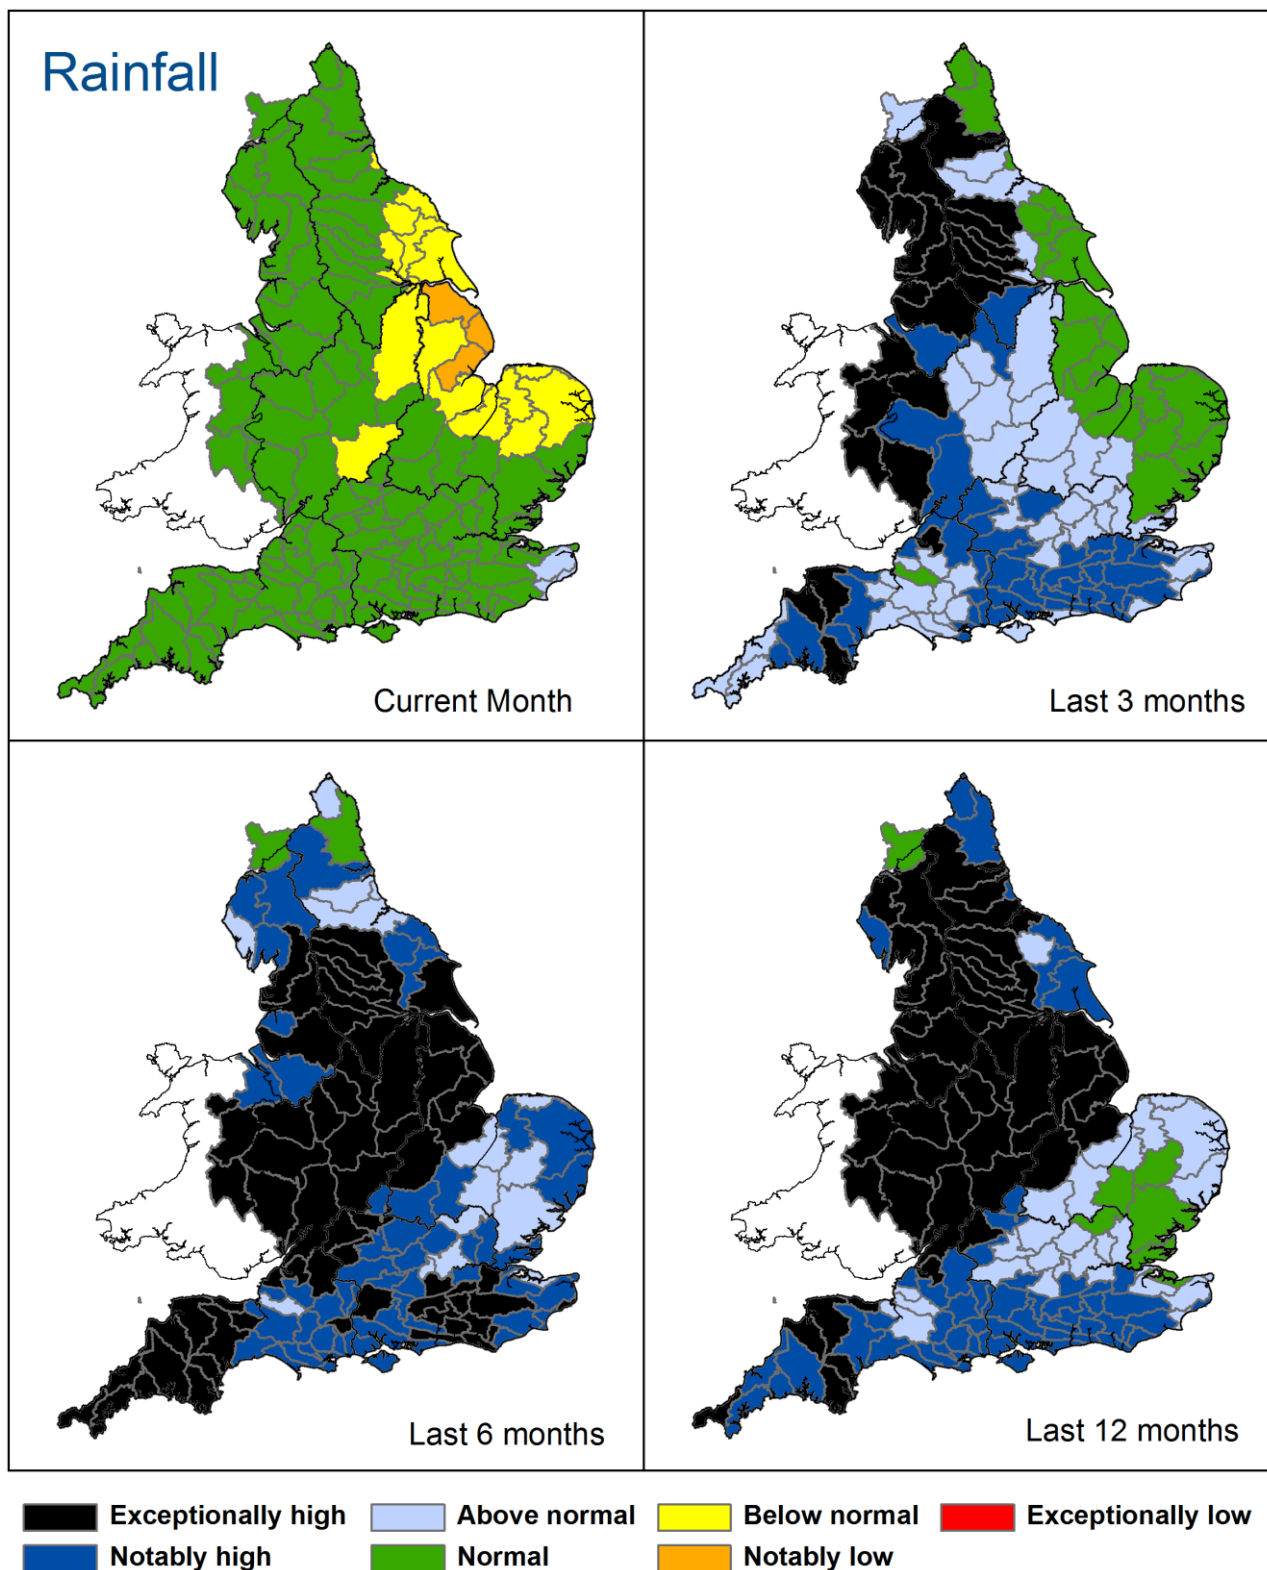 Rainfall
Current Month
Last 3 months
Last 6 months
Last 12 months
Exceptionally high
Above normal
Below normal
Exceptionally low
Notably high
Normal
Notably low